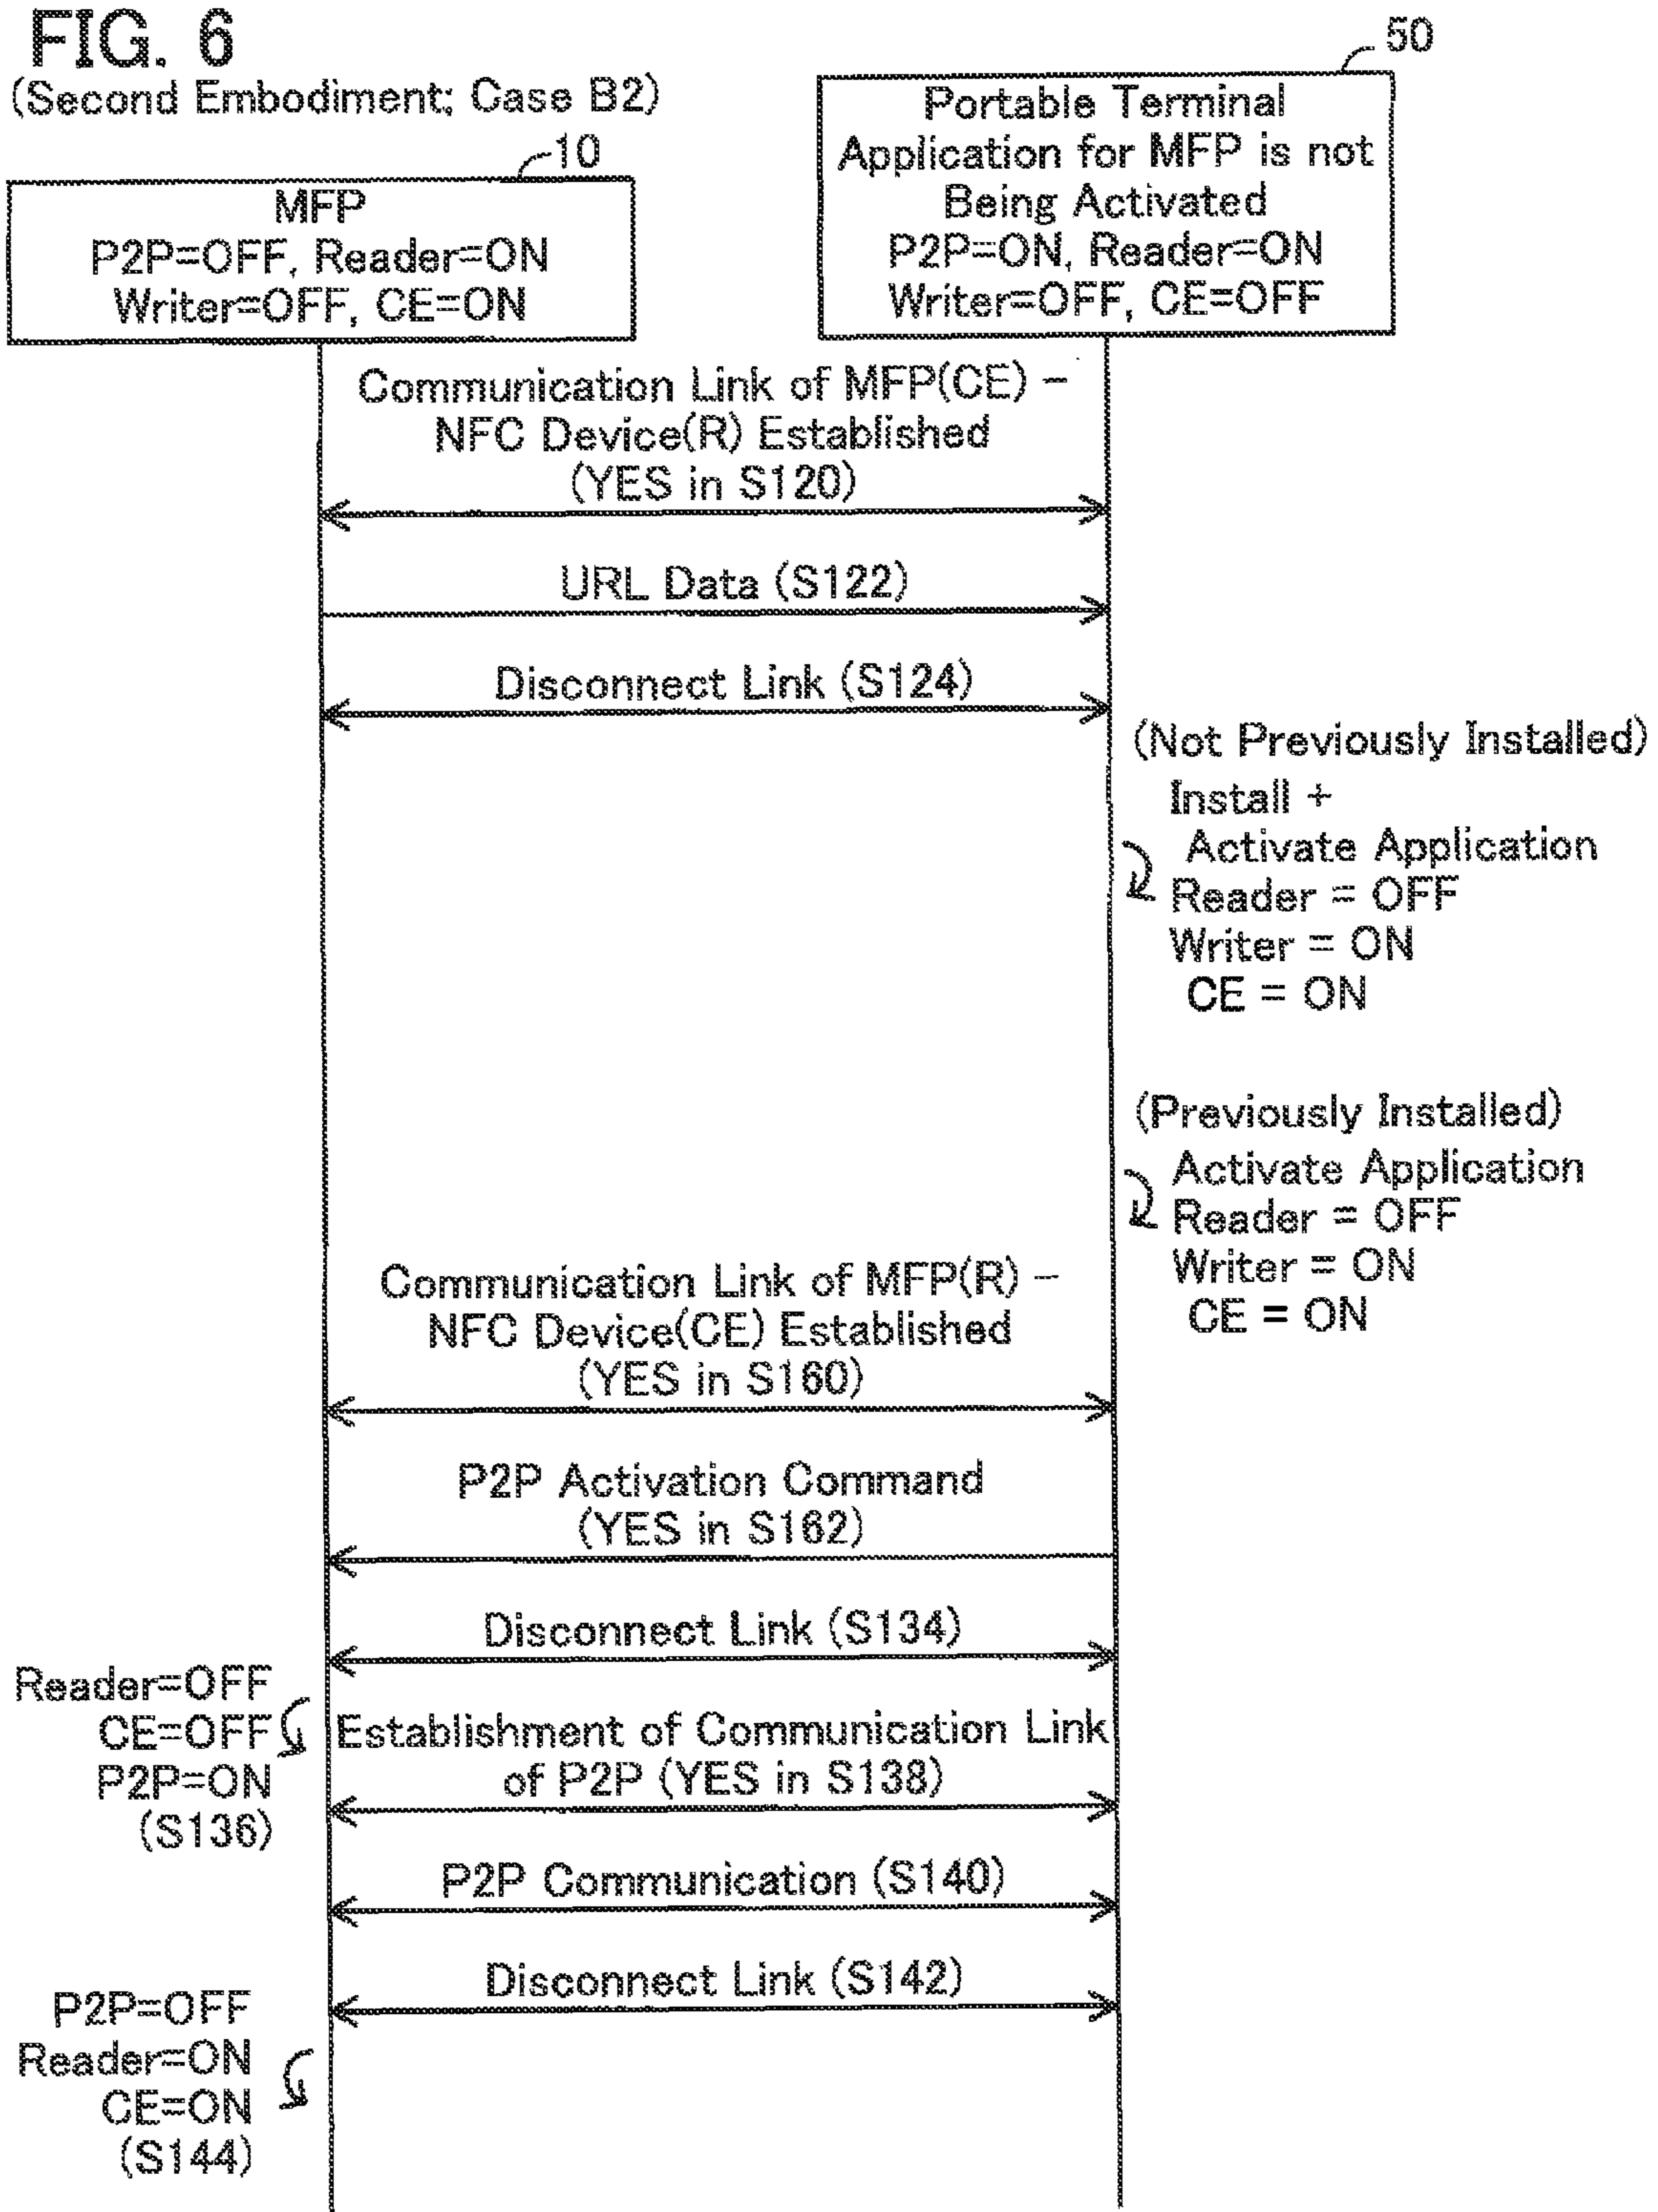 FIG. 6
(Second Embodiment; Case B2)
10
MFP
P2P=OFF, Reader=ON
Writer=OFF, CE=ON
50
Portable Terminal
Application for MFP is not
Being Activated
P2P=ON, Reader=ON
Writer=OFF, CE=OFF
Communication Link of MFP(CE) –
NFC Device(R) Established
(YES in S120)
URL Data (S122)
Disconnect Link (S124)
(Not Previously Installed)
Install +
Activate Application
Reader = OFF
Writer = ON
CE = ON
(Previously Installed)
Activate Application
Reader = OFF
Writer = ON
CE = ON
Communication Link of MFP(R) –
NFC Device(CE) Established
(YES in S160)
P2P Activation Command
(YES in S162)
Disconnect Link (S134)
Reader=OFF
CE=OFF
P2P=ON
(S136)
Establishment of Communication Link
of P2P (YES in S138)
P2P Communication (S140)
Disconnect Link (S142)
P2P=OFF
Reader=ON
CE=ON
(S144)